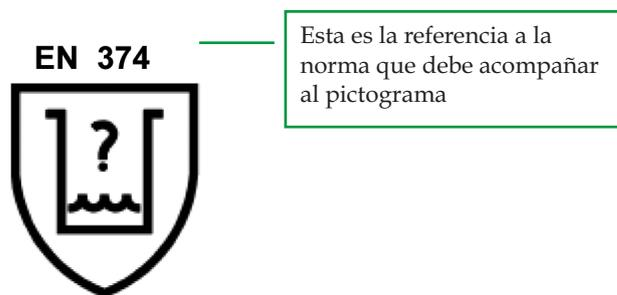 EN 374
Esta es la referencia a la
norma que debe acompañar
al pictograma
?